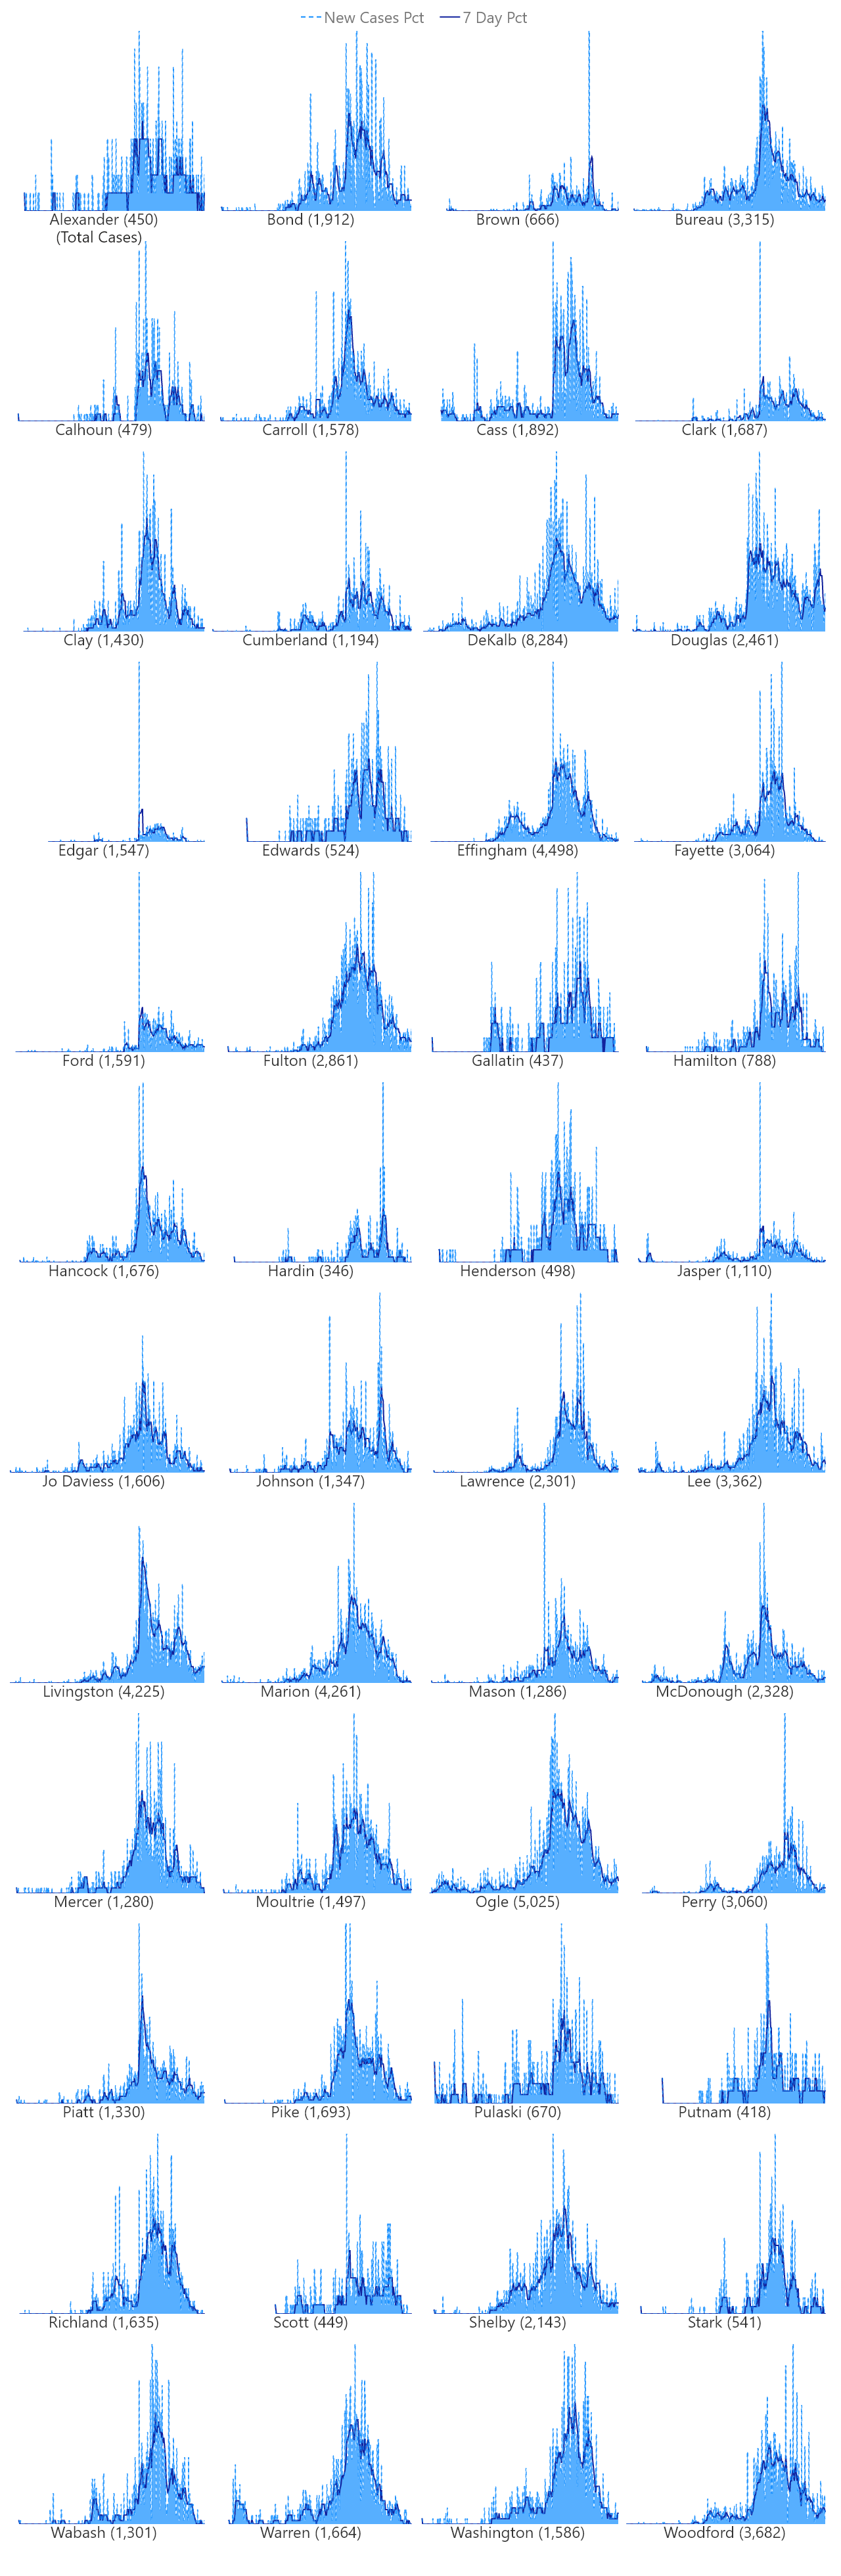 New Cases Pct 7 Day Pct
Alexander (450) Bond (1,912) Brown (666) Bureau (3,315)
(Total Cases)
Calhoun (479) Carroll (1,578) Cass (1,892) Clark (1,687)
Clay (1,430) Cumberland (1,194) DeKalb (8,284) Douglas (2,461)
Edgar (1,547) Edwards (524) Effingham (4,498) Fayette (3,064)
Ford (1,591) Fulton (2,861) Gallatin (437) Hamilton (788)
Hancock (1,676) Hardin (346) Henderson (498) Jasper (1,110)
Jo Daviess (1,606) Johnson (1,347) Lawrence (2,301) Lee (3,362)
Livingston (4,225) Marion (4,261) Mason (1,286) McDonough (2,328)
Mercer (1,280) Moultrie (1,497) Ogle (5,025) Perry (3,060)
Piatt (1,330) Pike (1,693) Pulaski (670) Putnam (418)
Richland (1,635) Scott (449) Shelby (2,143) Stark (541)
Wabash (1,301) Warren (1,664) Washington (1,586) Woodford (3,682)